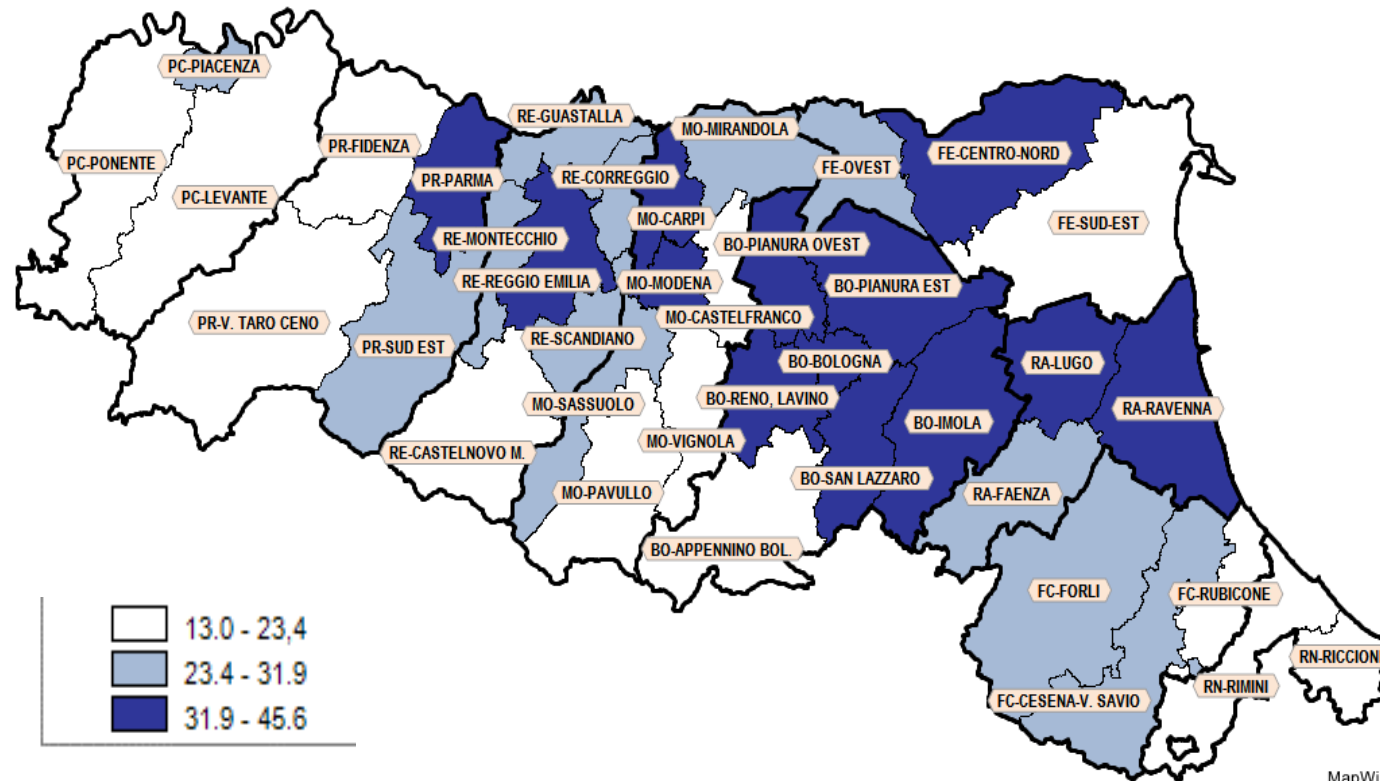 PC-PIACENZA
RE-GUASTALLA
MO-MIRANDOLA
PR-FIDENZA
FE-CENTRO-NORD
PC-PONENTE
FE-OVEST
PR-PARMA
RE-CORREGGIO
PC-LEVANTE
MO-CARPI
FE-SUD-EST
RE-MONTECCHIO
BO-PIANURA OVEST
RE-REGGIO EMILIA
MO-MODENA
BO-PIANURA EST
PR-V. TARO CENO
MO-CASTELFRANCO
PR-SUD EST
RE-SCANDIANO
BO-BOLOGNA
RA-LUGO
MO-SASSUOLO
BO-RENO, LAVINO
RA-RAVENNA
BO-IMOLA
RE-CASTELNOVO M.
MO-VIGNOLA
BO-SAN LAZZARO
MO-PAVULLO
RA-FAENZA
BO-APPENNINO BOL.
FC-FORLI
FC-RUBICONE
RN-RICCIONE
RN-RIMINI
FC-CESENA-V. SAVIO
13.0 - 23,4
23.4 - 31.9
31.9 - 45.6
MapWi